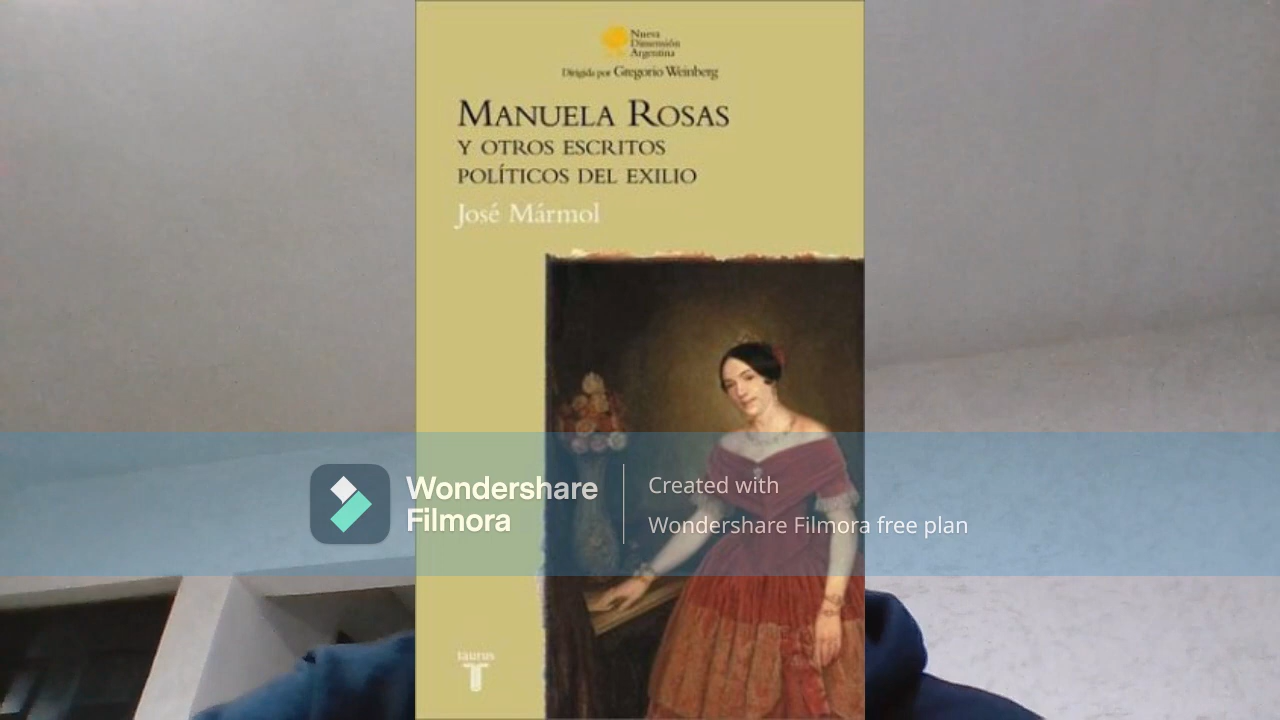 Nueva
Dimensión
Argentina
Dirigida por Gregorio Weinberg
MANUELA ROSAS
Y OTROS ESCRITOS
POLÍTICOS DEL EXILIO
José Mármol
Wondershare
Filmora
Created with
Wondershare Filmora free plan
taurus
T